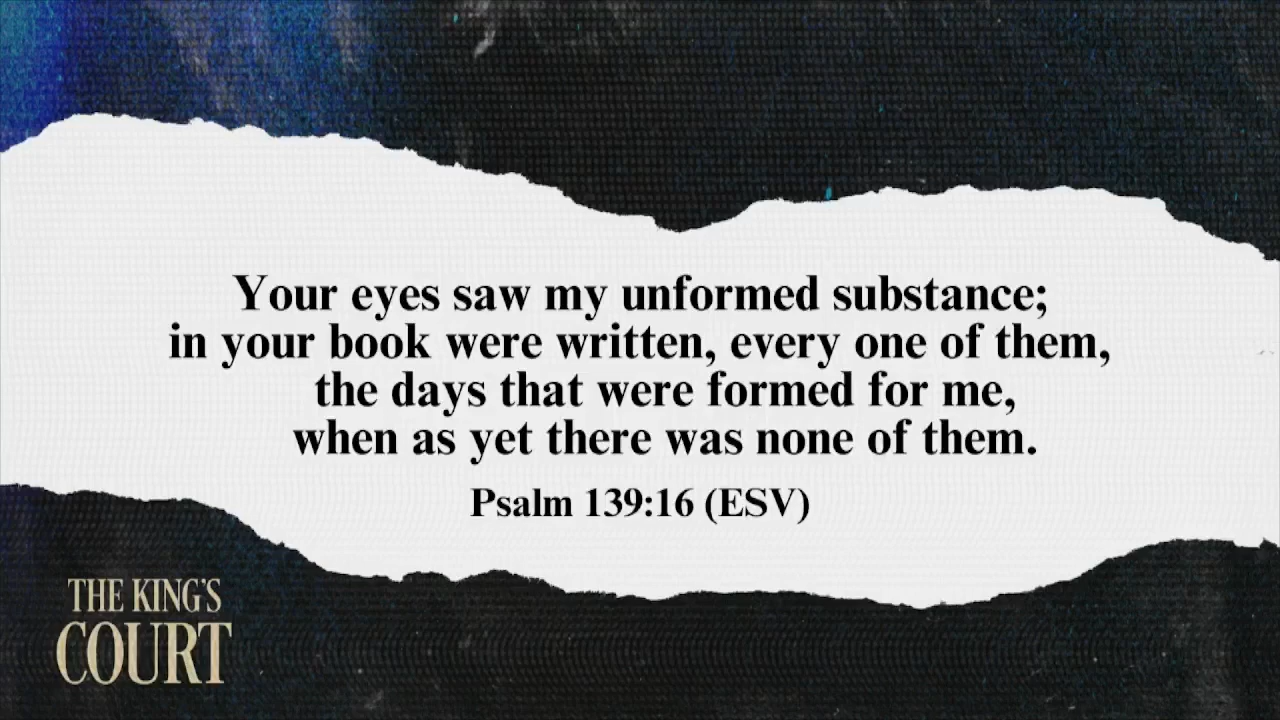 Your eyes saw my unformed substance;
in your book were written, every one of them,
the days that were formed for me,
when as yet there was none of them.
Psalm 139:16 (ESV)
THE KING'S
COURT